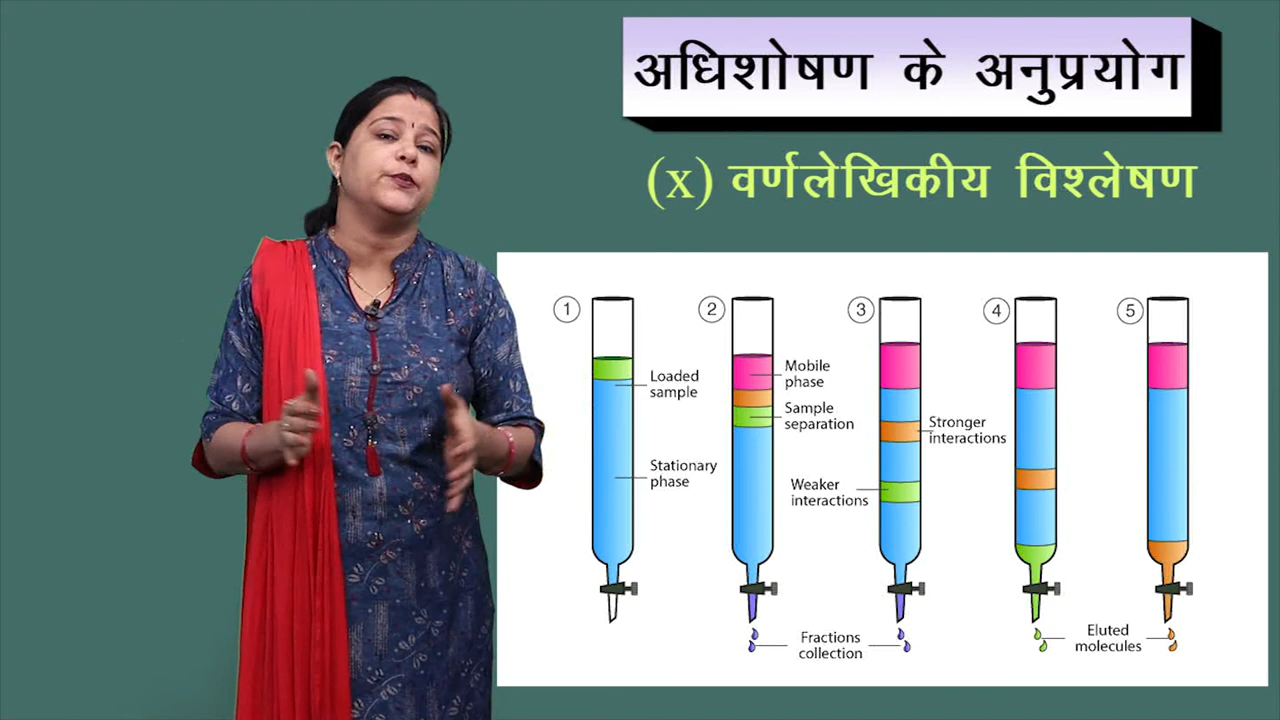 अधिशोषण के अनुप्रयोग
(x) वर्णलेखिकीय विश्लेषण
1
2
3
4
5
Loaded
sample
Stationary
phase
Mobile
phase
Sample
separation
Weaker
interactions
Stronger
interactions
Fractions
collection
Eluted
molecules